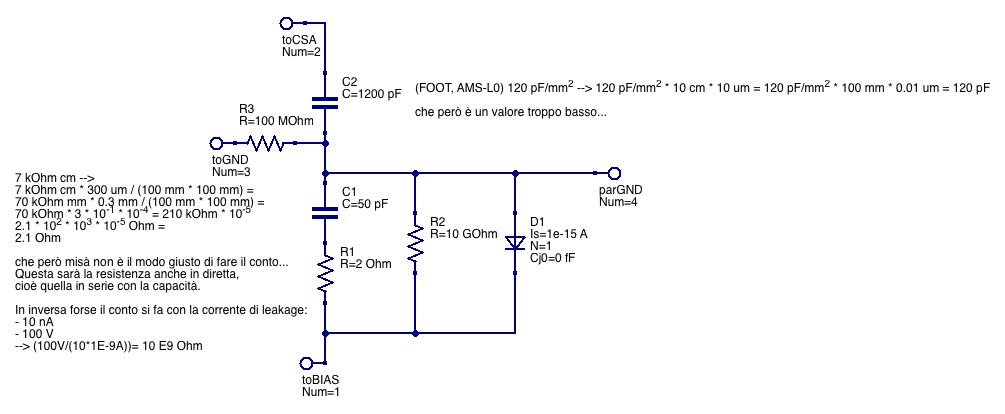 toCSA
Num=2
C2
C=1200 pF
(FOOT, AMS-L0) 120 pF/mm² --> 120 pF/mm² * 10 cm * 10 um = 120 pF/mm² * 100 mm * 0.01 um = 120 pF
che però è un valore troppo basso...
R3
R=100 MOhm
toGND
Num=3
7 kOhm cm -->
7 kOhm cm * 300 um / (100 mm * 100 mm) =
70 kOhm mm * 0.3 mm / (100 mm * 100 mm) =
70 kOhm * 3 * 10⁻¹ * 10⁻⁴ = 210 kOhm * 10⁻⁵
2.1 * 10² * 10³ * 10⁻⁵ Ohm =
2.1 Ohm
che però misà non è il modo giusto di fare il conto...
Questa sarà la resistenza anche in diretta,
cioè quella in serie con la capacità.
In inversa forse il conto si fa con la corrente di leakage:
- 10 nA
- 100 V
--> (100V/(10*1E-9A))= 10 E9 Ohm
C1
C=50 pF
R1
R=2 Ohm
R2
R=10 GOhm
D1
Is=1e-15 A
N=1
Cj0=0 fF
parGND
Num=4
toBIAS
Num=1